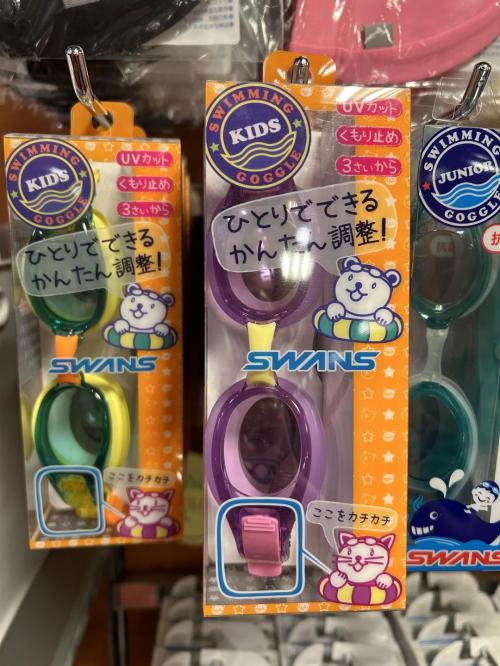 SWIMMING
KIDS
GOGGLE
UVカット
くもり止め
3さいから
ひとりでできる
かんたん調整!
SWANS
ここをカチカチ
SWIMMING
KIDS
GOGGLE
UVカット
くもり止め
3さいから
ひとりでできる
かんたん調整!
SWANS
ここをカチカチ
SWIMMING
JUNIOR
GOGGL
抗
SWANS